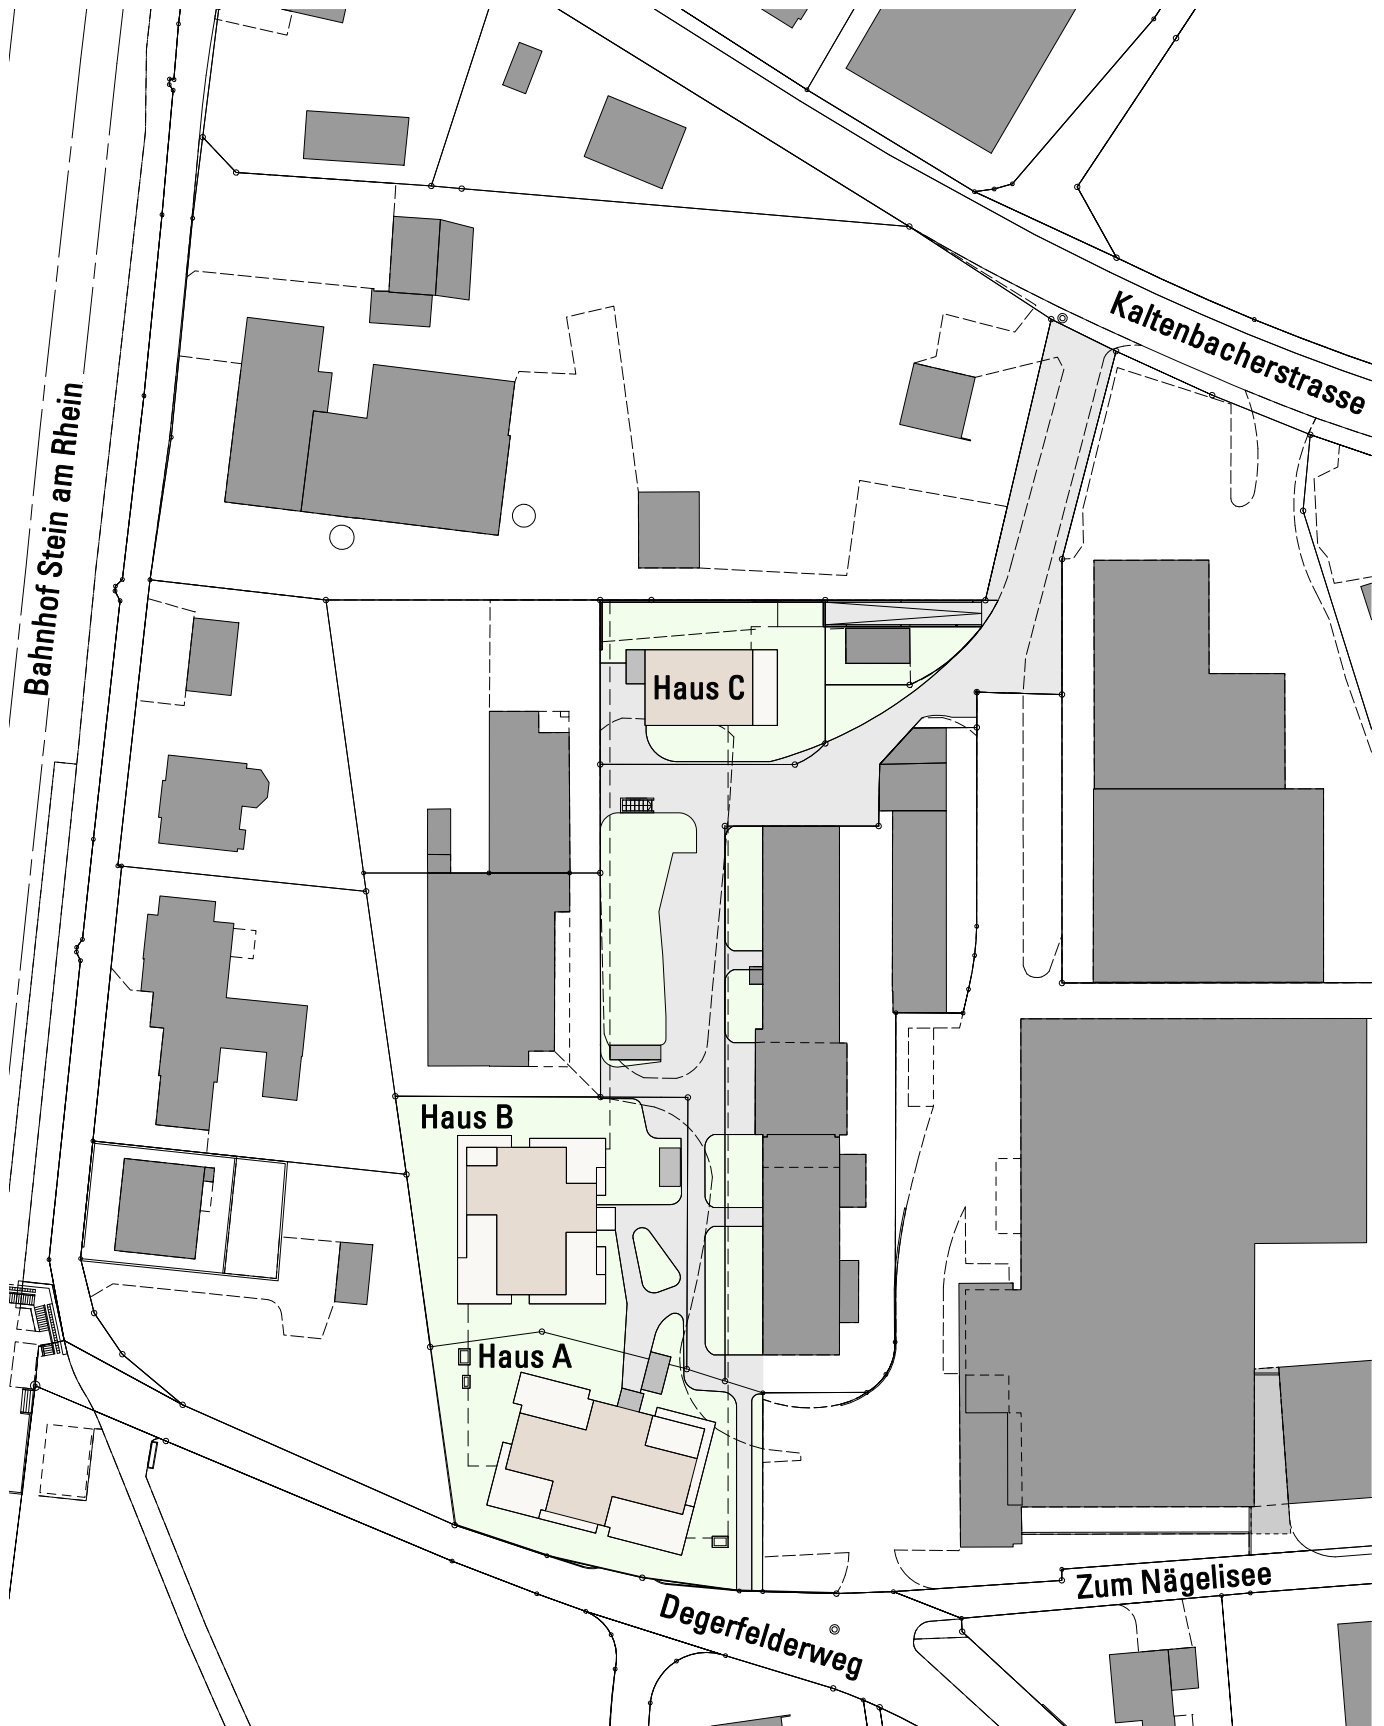 Kaltenbacherstrasse
Bahnhof Stein am Rhein
Haus C
Haus B
Haus A
Zum Nägelisee
Degerfelderweg